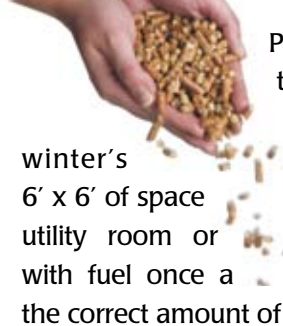 P
t
winter's
6′ x 6′ of space
utility room or
with fuel once a
the correct amount of